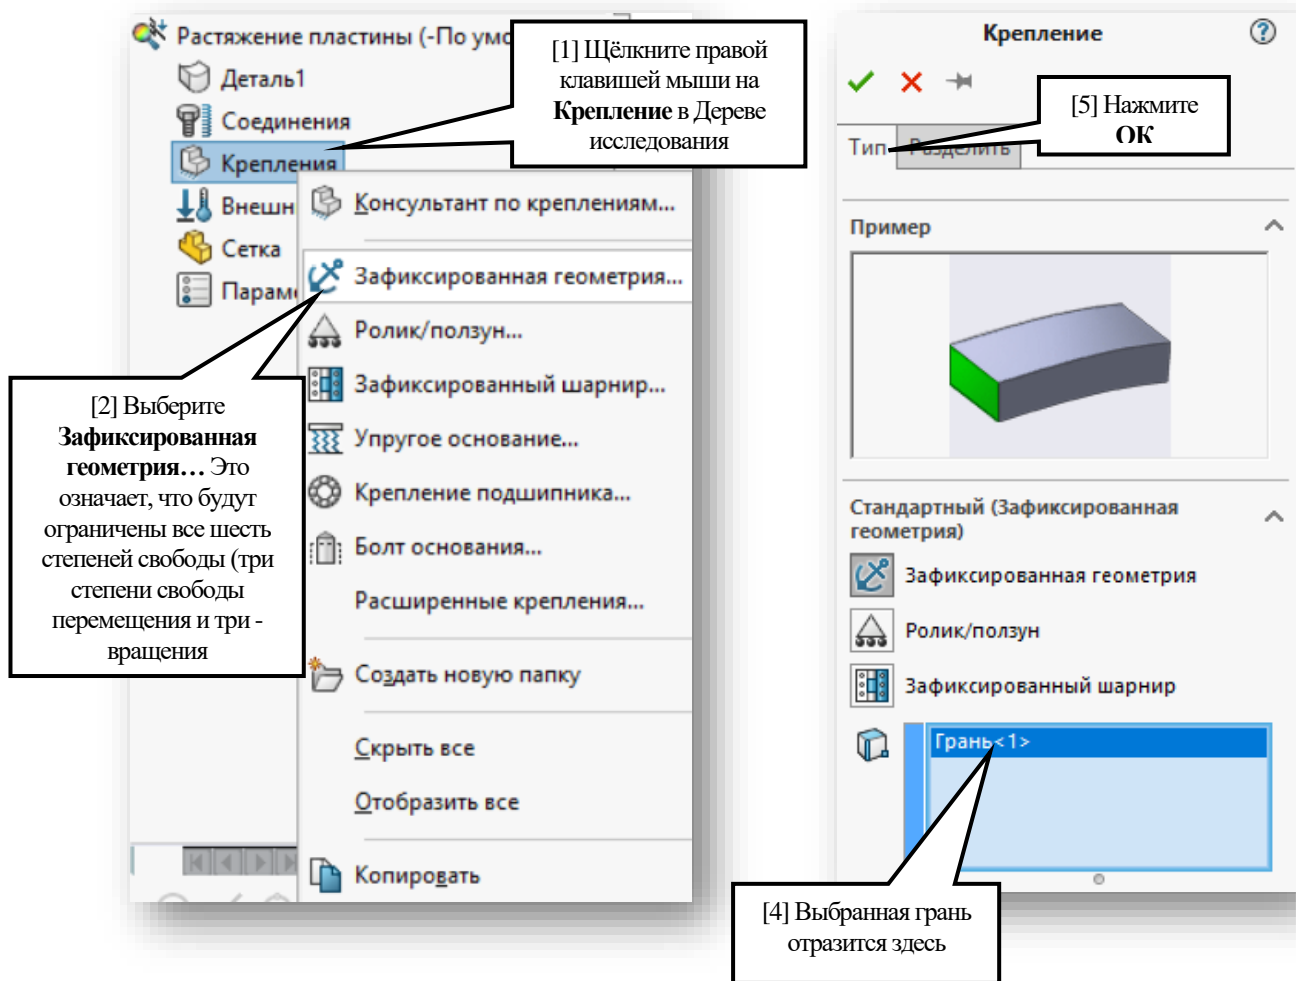 Растяжение пластины (-По умо
Деталь1
Соединения
Крепления
Внешн
Сетка
Парам
[1] Щёлкните правой
клавишей мыши на
Крепление в Дереве
исследования
Консультант по креплениям...
Зафиксированная геометрия...
Ролик/ползун...
Зафиксированный шарнир...
Упругое основание...
Крепление подшипника...
Болт основания...
Расширенные крепления...
Создать новую папку
Скрыть все
Отобразить все
Копировать
[2] Выберите
Зафиксированная
геометрия… Это
означает, что будут
ограничены все шесть
степеней свободы (три
степени свободы
перемещения и три -
вращения
Крепление
[5] Нажмите
ОК
Тип Разделить
Пример
Стандартный (Зафиксированная
геометрия)
Зафиксированная геометрия
Ролик/ползун
Зафиксированный шарнир
Грань<1>
[4] Выбранная грань
отразится здесь